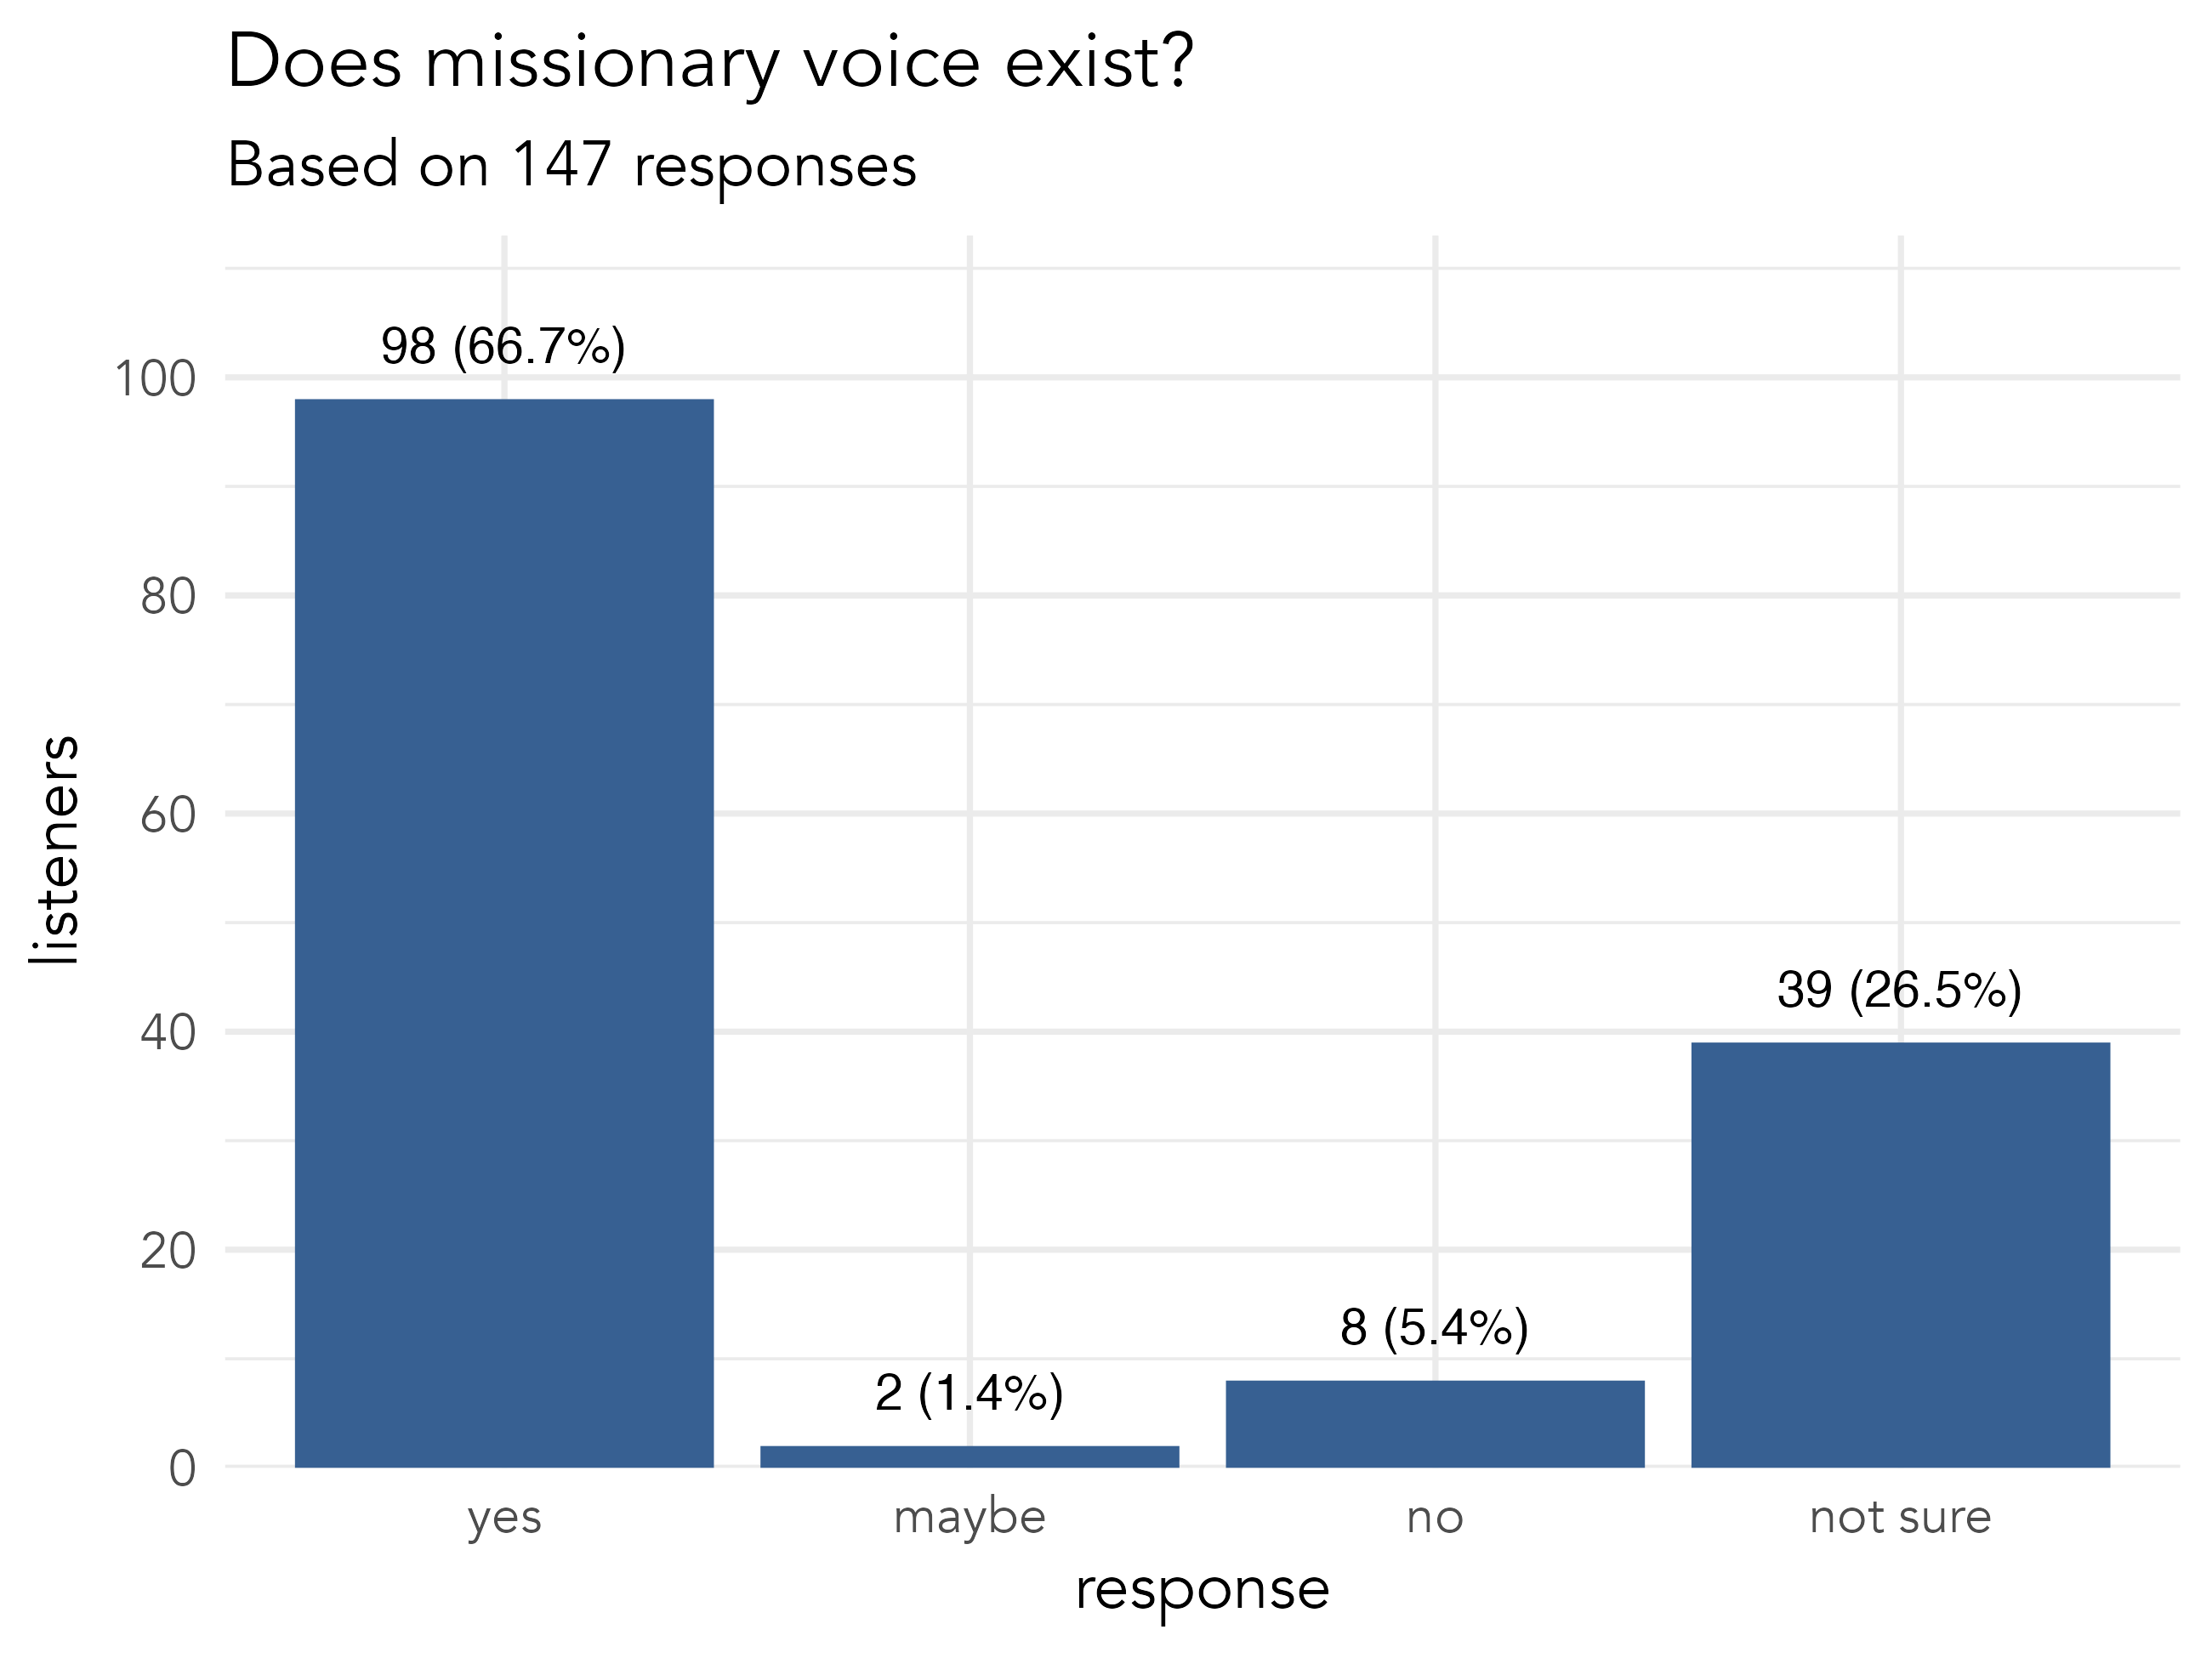 Does missionary voice exist?
Based on 147 responses
listeners
100
80
60
40
20
0
98 (66.7%)
2 (1.4%)
8 (5.4%)
39 (26.5%)
yes
maybe
no
not sure
response